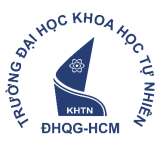 TRƯỜNG ĐẠI HỌC KHOA HỌC TỰ NHIÊN
KHTN
ĐHQG-HCM